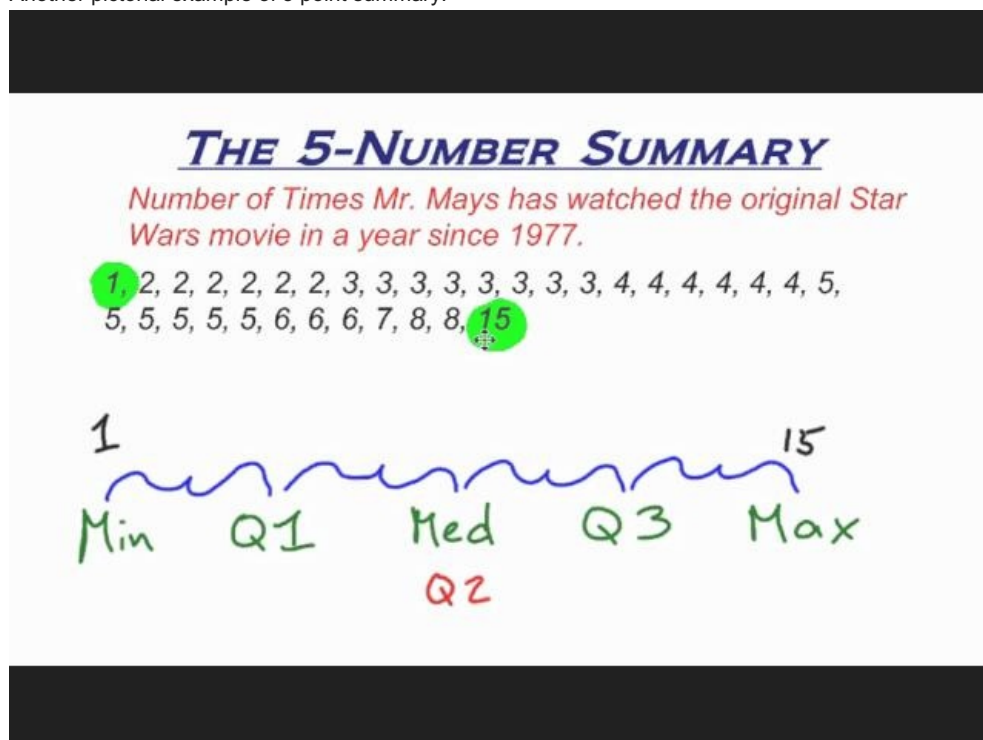 Another pictorial example of 5 point summary:
THE 5-NUMBER SUMMARY
Number of Times Mr. Mays has watched the original Star
Wars movie in a year since 1977.
1, 2, 2, 2, 2, 2, 2, 3, 3, 3, 3, 3, 3, 3, 3, 4, 4, 4, 4, 4, 4, 5,
5, 5, 5, 5, 5, 6, 6, 6, 7, 8, 8, 15
1 15
Min Q1 Med Q3 Max
Q2